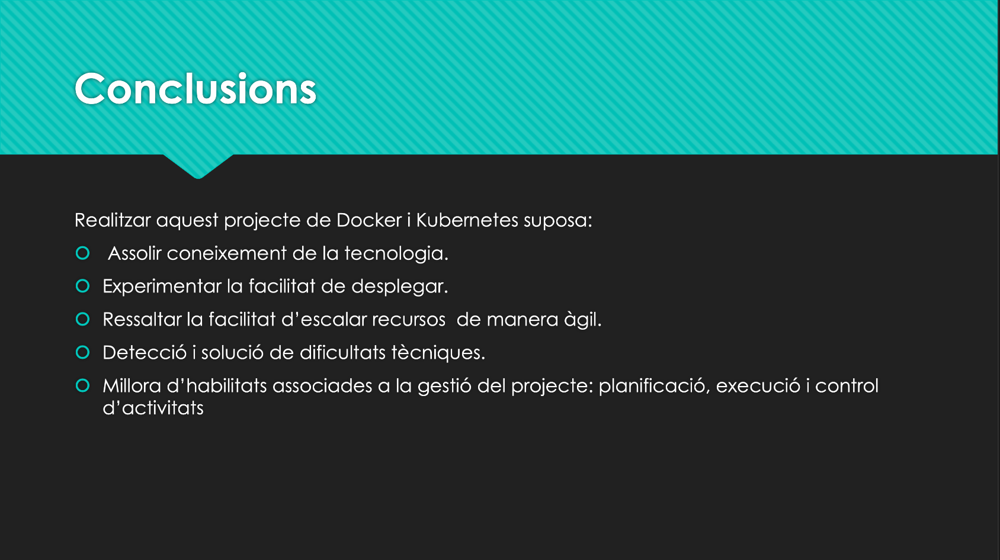 Conclusions
Realitzar aquest projecte de Docker i Kubernetes suposa:
Assolir coneixement de la tecnologia.
Experimentar la facilitat de desplegar.
Ressaltar la facilitat d’escalar recursos  de manera àgil.
Detecció i solució de dificultats tècniques.
Millora d’habilitats associades a la gestió del projecte: planificació, execució i control
d’activitats